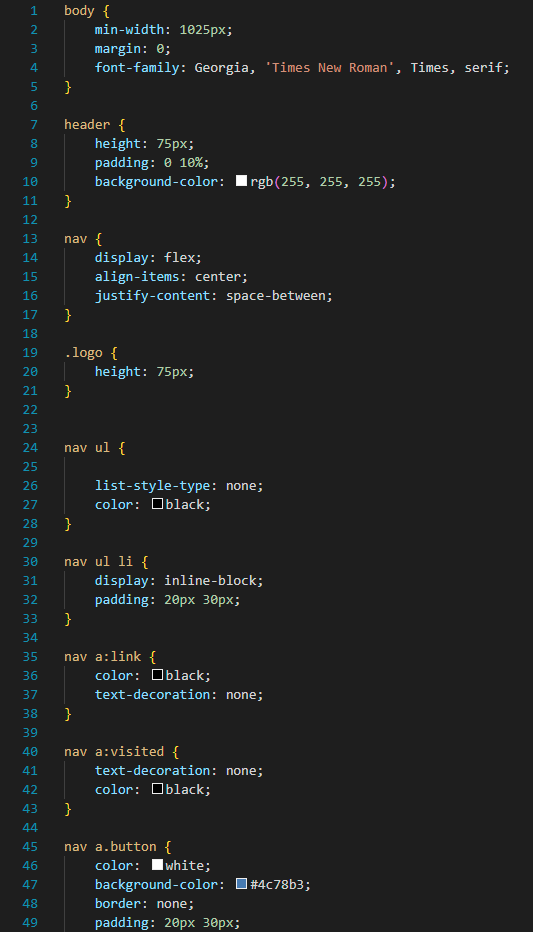 1 body {
2     min-width: 1025px;
3     margin: 0;
4     font-family: Georgia, 'Times New Roman', Times, serif;
5 }
6
7 header {
8     height: 75px;
9     padding: 0 10%;
10     background-color: rgb(255, 255, 255);
11 }
12
13 nav {
14     display: flex;
15     align-items: center;
16     justify-content: space-between;
17 }
18
19 .logo {
20     height: 75px;
21 }
22
23
24 nav ul {
25
26     list-style-type: none;
27     color: black;
28 }
29
30 nav ul li {
31     display: inline-block;
32     padding: 20px 30px;
33 }
34
35 nav a:link {
36     color: black;
37     text-decoration: none;
38 }
39
40 nav a:visited {
41     text-decoration: none;
42     color: black;
43 }
44
45 nav a.button {
46     color: white;
47     background-color: #4c78b3;
48     border: none;
49     padding: 20px 30px;